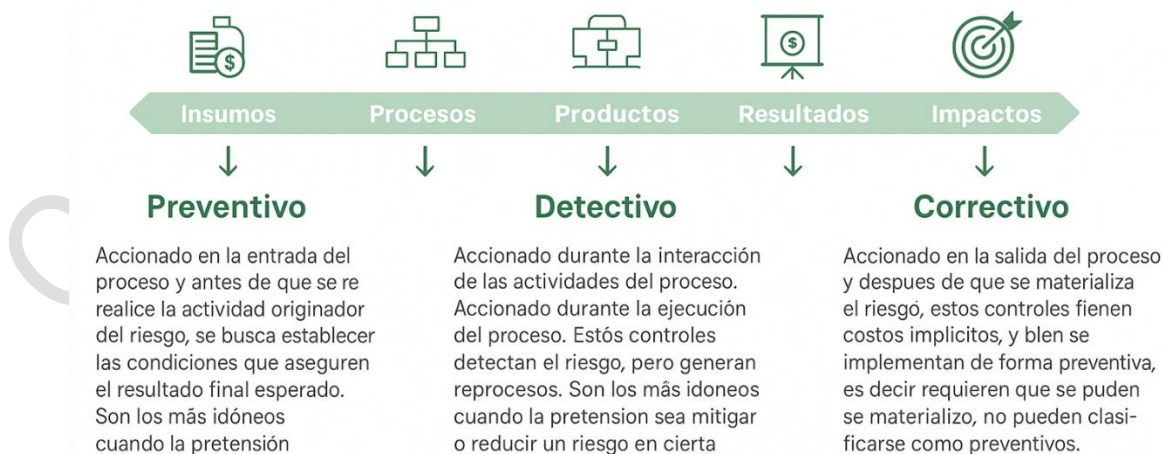 Insumos
Procesos
Productos
Resultados
Impactos
Preventivo
Accionado en la entrada del
proceso y antes de que se re
realice la actividad originador
del riesgo, se busca establecer
las condiciones que aseguren
el resultado final esperado.
Son los más idóneos
cuando la pretensión
Detectivo
Accionado durante la interacción
de las actividades del proceso.
Accionado durante la ejecución
del proceso. Estós controles
detectan el riesgo, pero generan
reprocesos. Son los más idoneos
cuando la pretension sea mitigar
o reducir un riesgo en cierta
Correctivo
Accionado en la salida del proceso
y despues de que se materializa
el riesgo, estos controles fienen
costos implicitos, y blen se
implementan de forma preventiva,
es decir requieren que se puden
se materializo, no pueden clasi-
ficarse como preventivos.